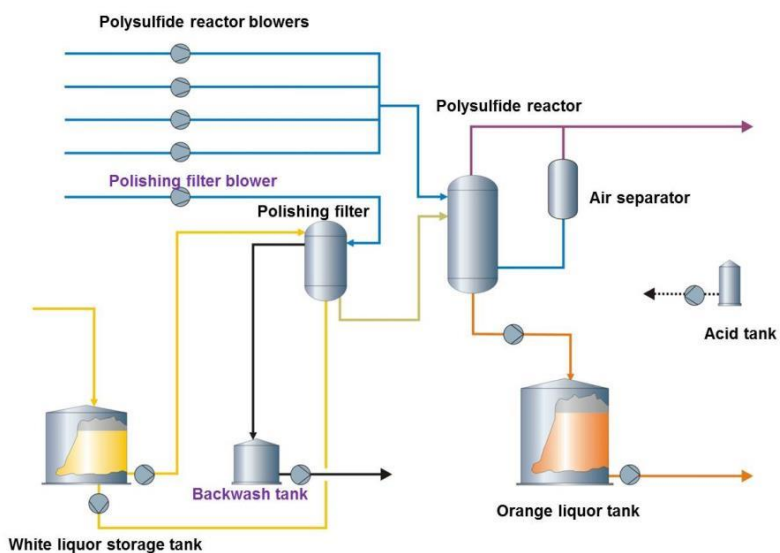 Polysulfide reactor blowers
Polysulfide reactor
Polishing filter blower
Polishing filter
Air separator
Acid tank
Backwash tank
Orange liquor tank
White liquor storage tank